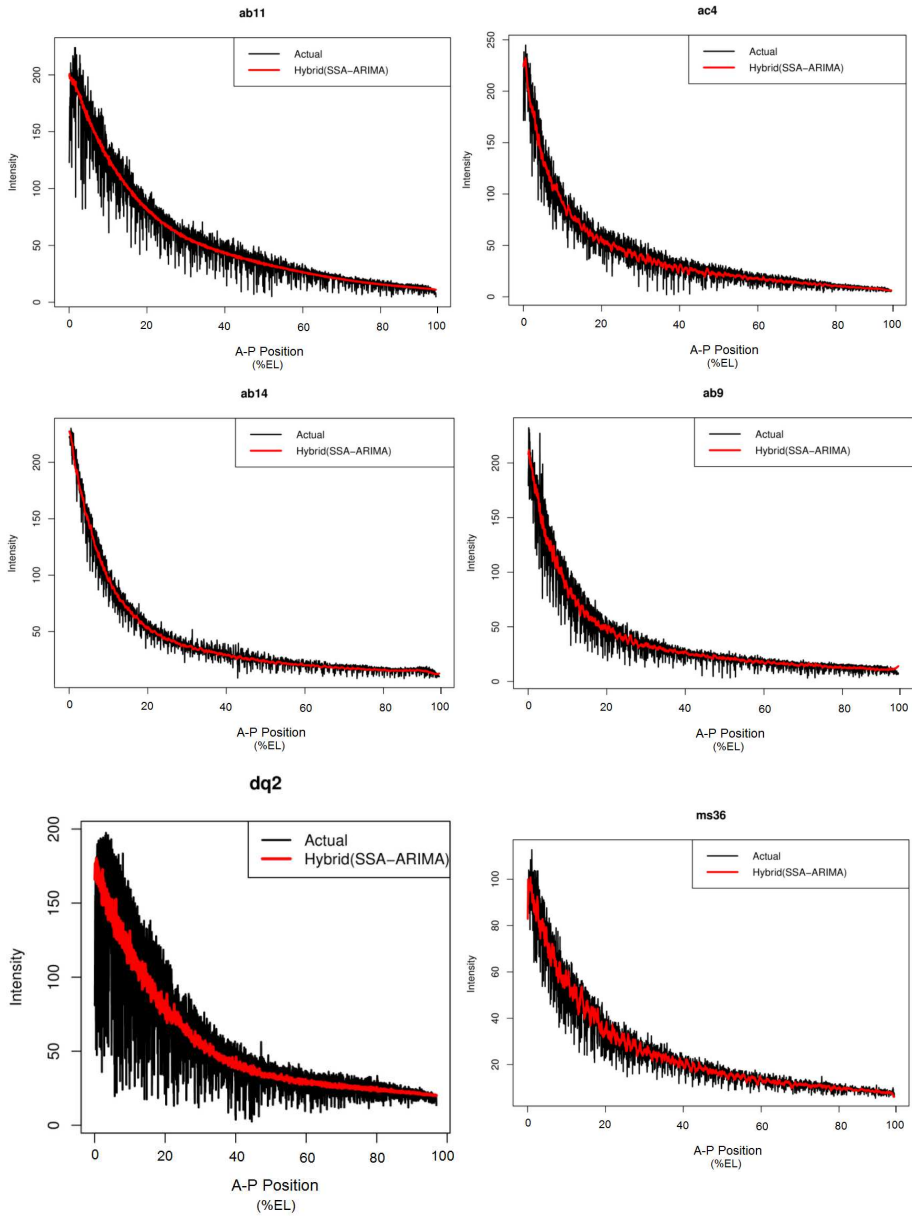 ab11
Actual
Hybrid(SSA-ARIMA)
Intensity
200
150
100
50
0
0 20 40 60 80 100
A-P Position
(%EL)
ac4
Actual
Hybrid(SSA-ARIMA)
Intensity
250
200
150
100
50
0
0 20 40 60 80 100
A-P Position
(%EL)
ab14
Actual
Hybrid(SSA-ARIMA)
Intensity
200
150
100
50
0 20 40 60 80 100
A-P Position
(%EL)
ab9
Actual
Hybrid(SSA-ARIMA)
Intensity
200
150
100
50
0
0 20 40 60 80 100
A-P Position
(%EL)
dq2
Actual
Hybrid(SSA-ARIMA)
Intensity
200
150
100
50
0
0 20 40 60 80 100
A-P Position
(%EL)
ms36
Actual
Hybrid(SSA-ARIMA)
Intensity
100
80
60
40
20
0 20 40 60 80 100
A-P Position
(%EL)